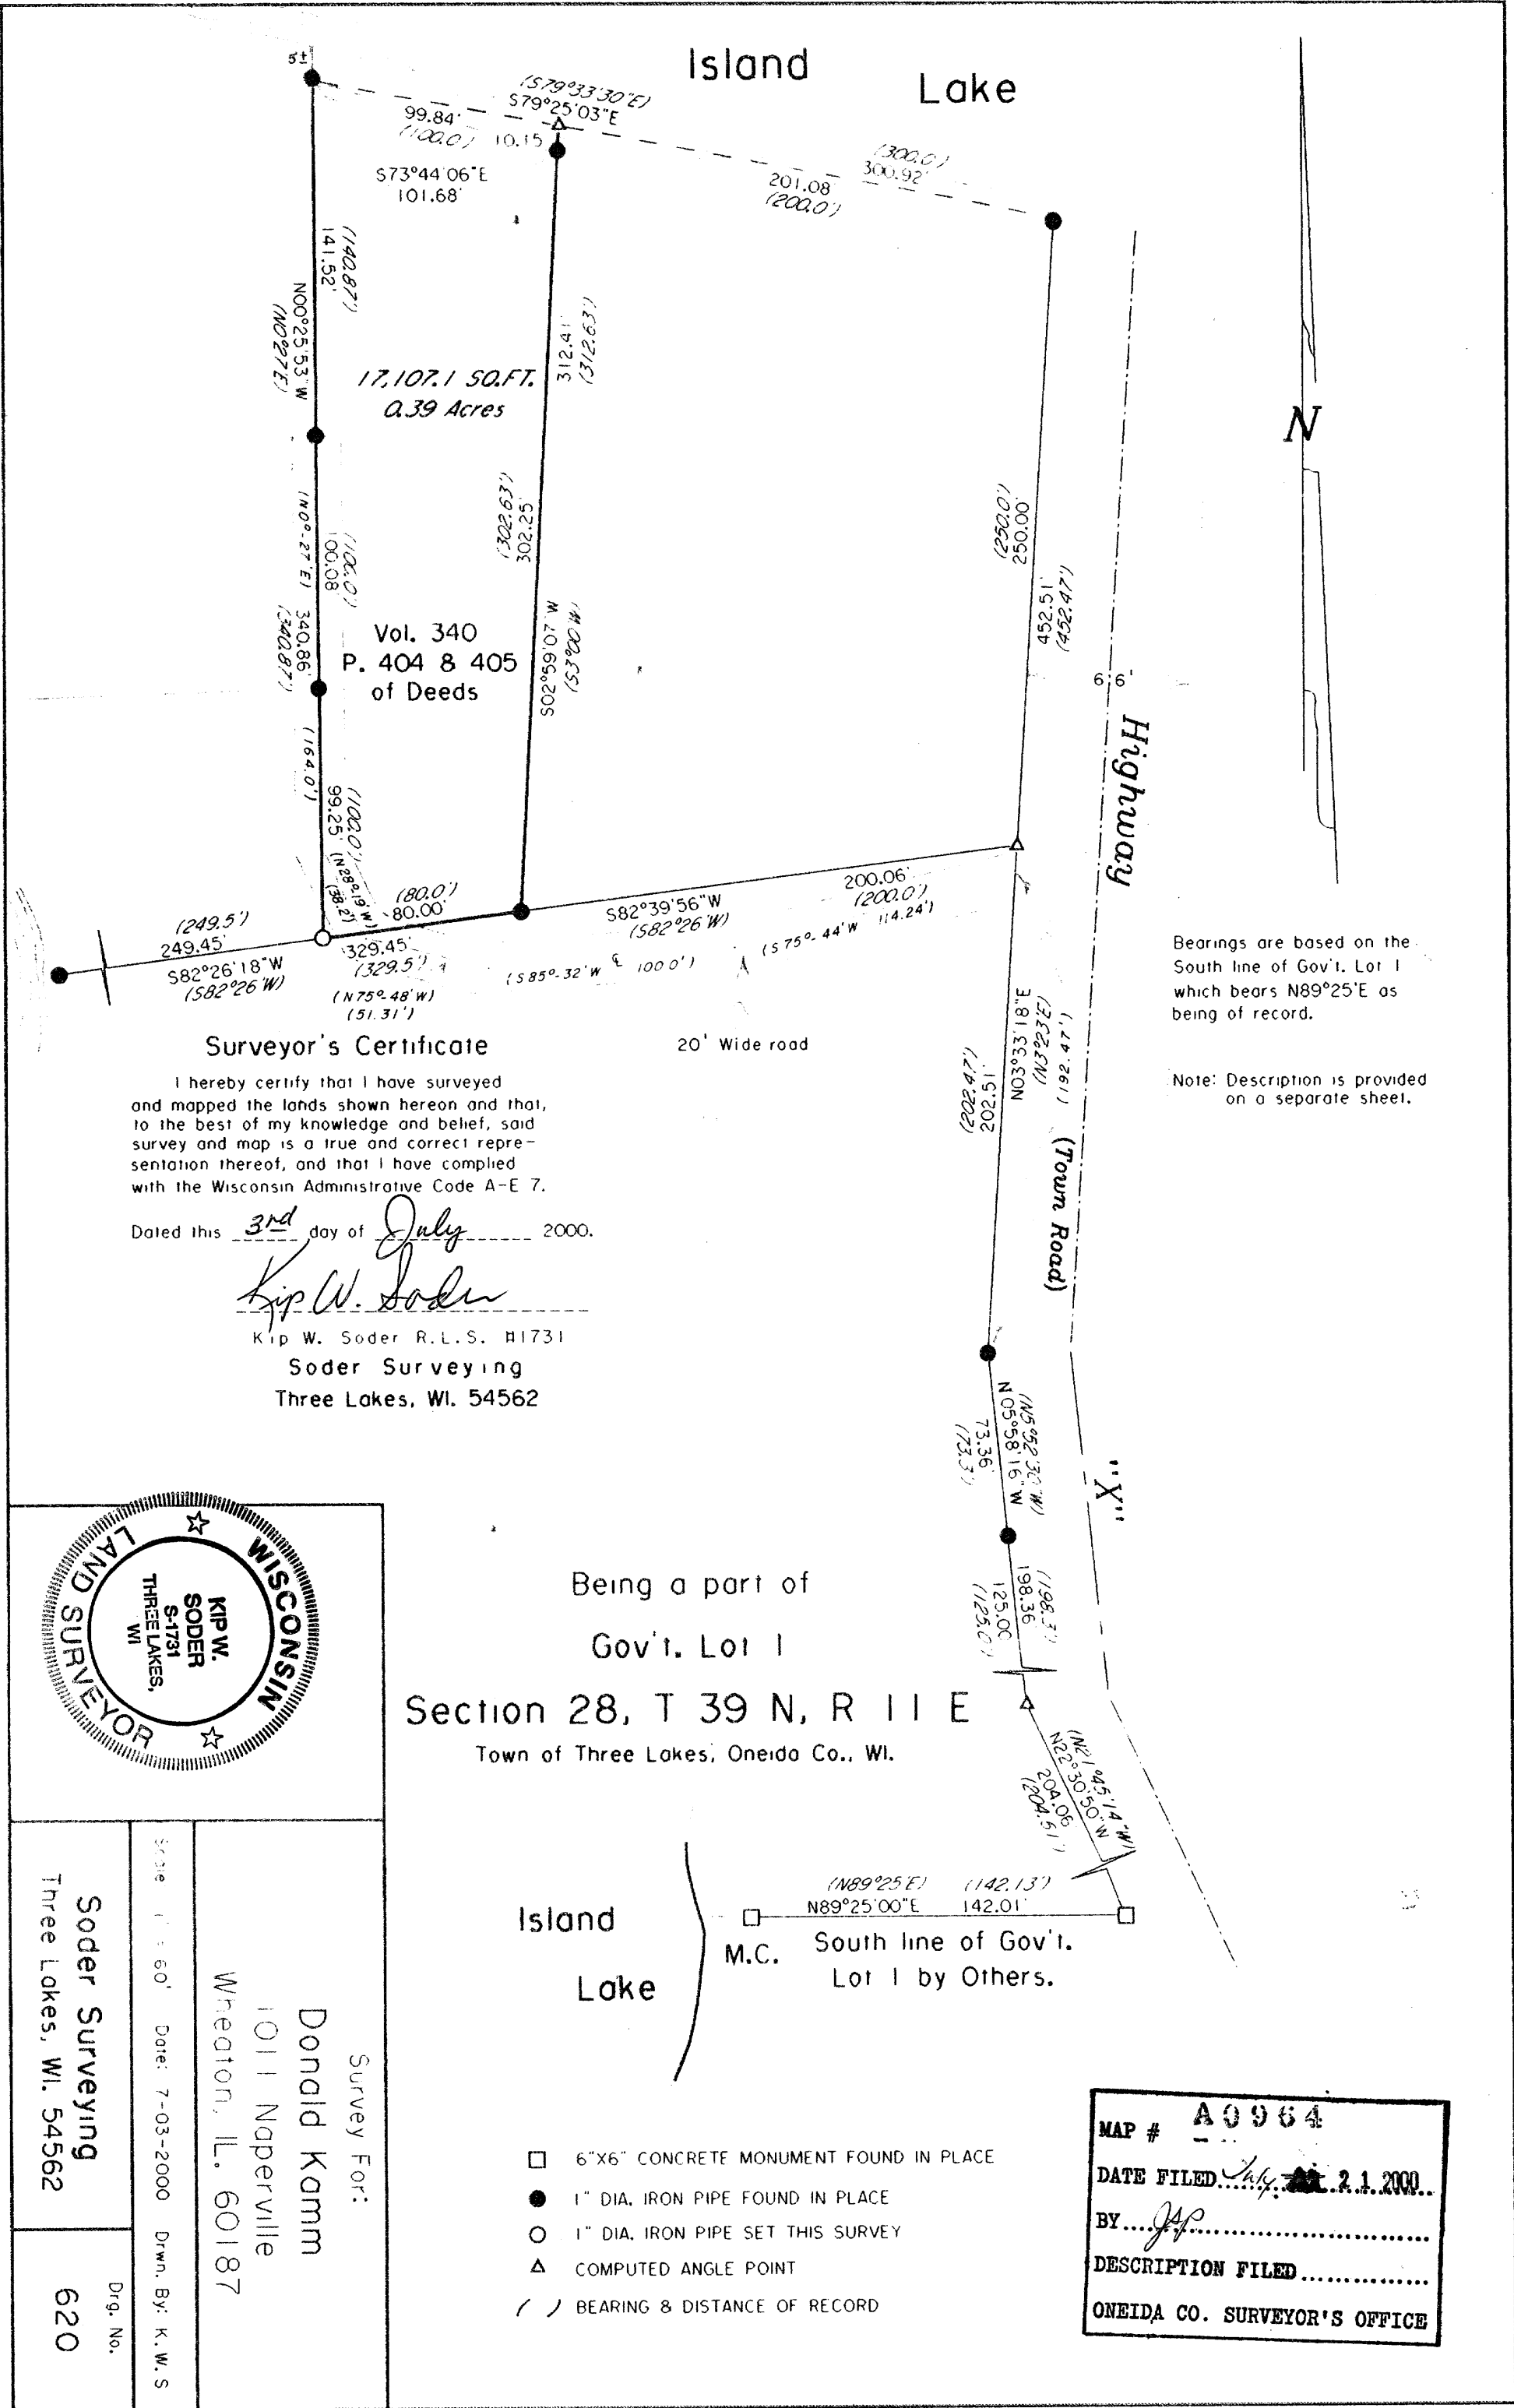 Island
Lake
5±
(S79°33'30"E)
S79°25'03"E
99.84'
(100.0')
10.15
S73°44'06"E
101.68'
(300.0')
300.92'
201.08
(200.0')
(140.87')
141.52'
N00°25'53"W
(N0°27'E)
312.41'
(312.63')
17,107.1 SQ.FT.
0.39 Acres
N
(N0°-27'E)
(100.0')
100.08
340.86'
(340.87')
(302.63')
302.25'
S02°59'07"W
(S3°00'W)
(250.0')
250.00'
452.51'
(452.47')
66'
Highway
Vol. 340
P. 404 & 405
of Deeds
(164.0')
(100.0')
99.25'
(N28°-19'W)
(38.2')
(80.0')
80.00'
(249.5')
249.45'
S82°26'18"W
(S82°26'W)
329.45'
(329.5')
(N75°-48'W)
(51.31')
S82°39'56"W
(S82°26'W)
200.06'
(200.0')
(S85°-32'W ℄ 100.0')
(S75°-44'W 114.24')
20' Wide road
Bearings are based on the
South line of Gov't. Lot 1
which bears N89°25'E as
being of record.
Note: Description is provided
on a separate sheet.
N03°33'18"E
(N3°23'E)
(192.47')
(202.47')
202.51'
(Town Road)
Surveyor's Certificate
I hereby certify that I have surveyed
and mapped the lands shown hereon and that,
to the best of my knowledge and belief, said
survey and map is a true and correct repre-
sentation thereof, and that I have complied
with the Wisconsin Administrative Code A-E 7.
Dated this 3rd day of July 2000.
Kip W. Soder
Kip W. Soder R.L.S. #1731
Soder Surveying
Three Lakes, WI. 54562
(N5°52'30"W)
N05°58'16"W
73.36'
(73.3')
"X"
(198.3')
198.36
125.00
(125.0')
WISCONSIN
LAND SURVEYOR
KIP W.
SODER
S-1731
THREE LAKES,
WI
Being a part of
Gov't. Lot 1
Section 28, T 39 N, R 11 E
Town of Three Lakes, Oneida Co., WI.
(N21°45'14"W)
N22°30'50"W
204.06
(204.51')
(N89°25'E) (142.13')
N89°25'00"E 142.01'
M.C.
South line of Gov't.
Lot 1 by Others.
Island
Lake
Survey For:
Donald Kamm
1011 Naperville
Wheaton, IL. 60187
Scale 1" = 60' Date: 7-03-2000 Drwn. By: K.W.S
Soder Surveying
Three Lakes, WI. 54562
Drg. No.
620
6"X6" CONCRETE MONUMENT FOUND IN PLACE
1" DIA. IRON PIPE FOUND IN PLACE
1" DIA. IRON PIPE SET THIS SURVEY
COMPUTED ANGLE POINT
( ) BEARING & DISTANCE OF RECORD
MAP # A0964
DATE FILED July 21 2000
BY
DESCRIPTION FILED
ONEIDA CO. SURVEYOR'S OFFICE